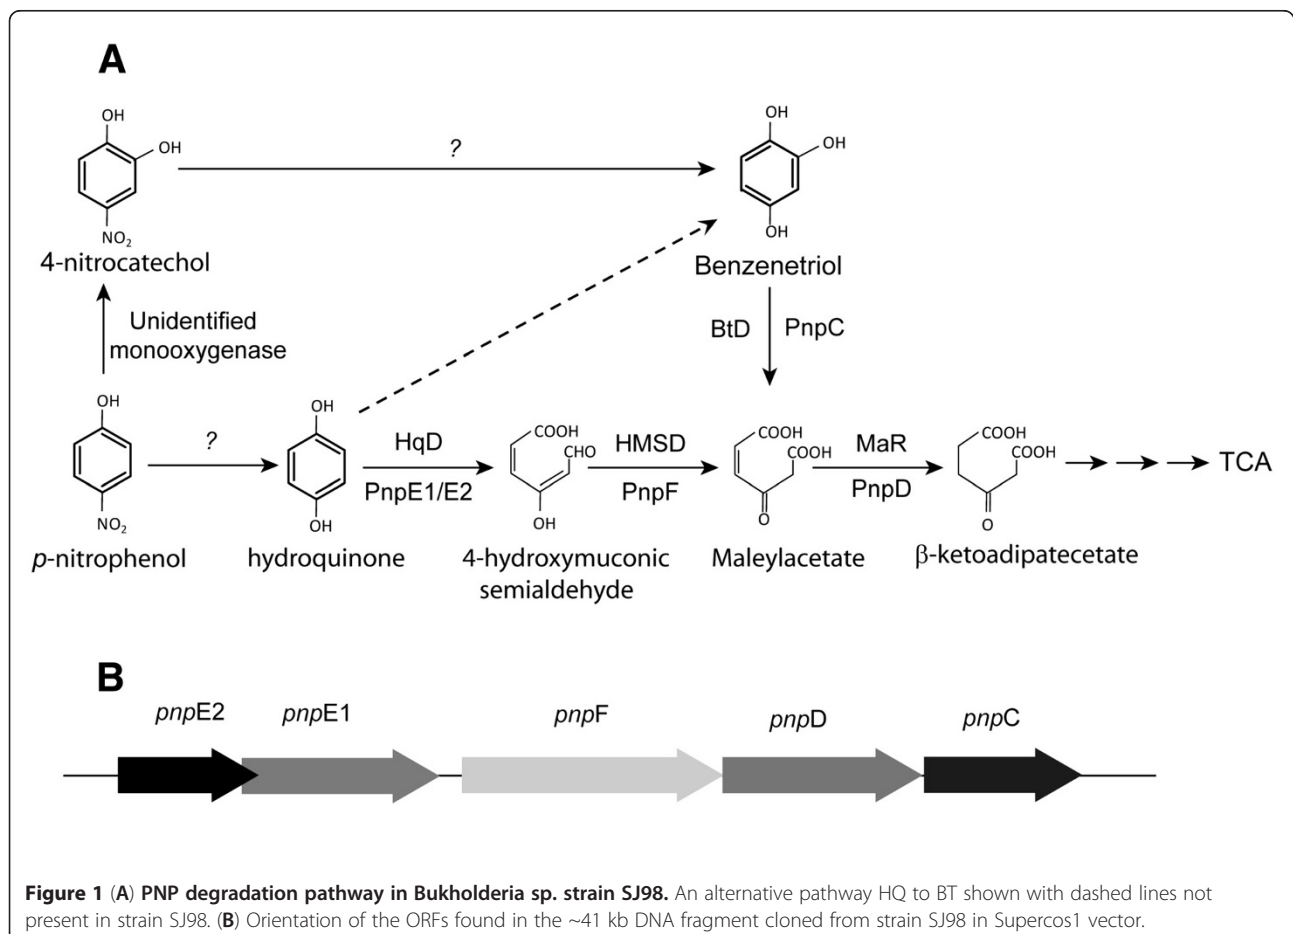 A
OH
OH
NO2
4-nitrocatechol
?
OH
OH
OH
Benzenetriol
Unidentified
monooxygenase
BtD PnpC
OH
NO2
p-nitrophenol
?
OH
OH
hydroquinone
HqD
PnpE1/E2
COOH
CHO
OH
4-hydroxymuconic
semialdehyde
HMSD
PnpF
COOH
COOH
O
Maleylacetate
MaR
PnpD
COOH
COOH
O
β-ketoadipatecetate
TCA
B
pnpE2 pnpE1 pnpF pnpD pnpC
Figure 1 (A) PNP degradation pathway in Bukholderia sp. strain SJ98. An alternative pathway HQ to BT shown with dashed lines not
present in strain SJ98. (B) Orientation of the ORFs found in the ~41 kb DNA fragment cloned from strain SJ98 in Supercos1 vector.